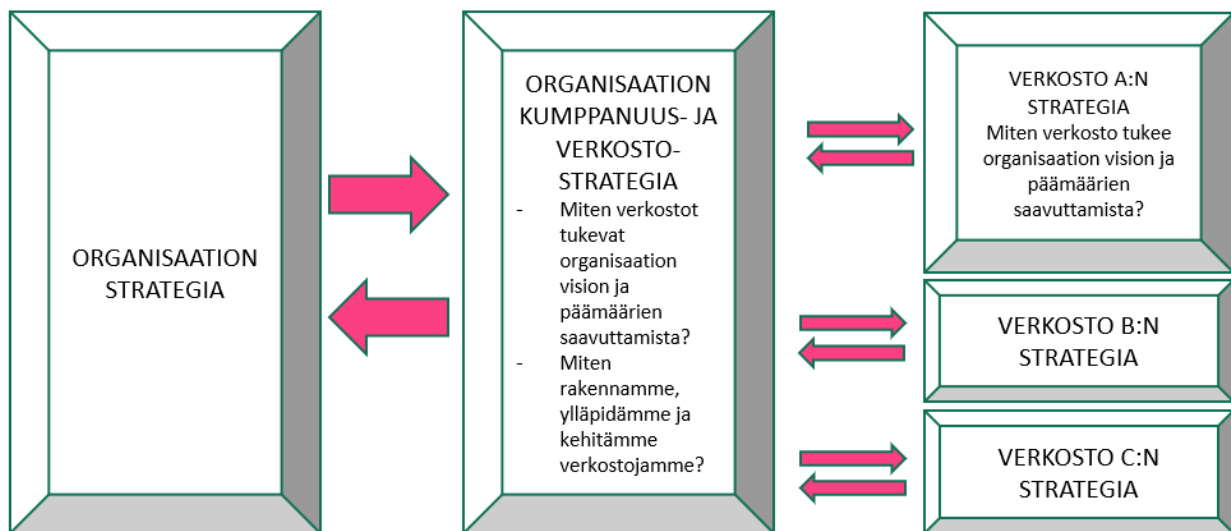 ORGANISAATION
STRATEGIA
ORGANISAATION
KUMPPANUUS- JA
VERKOSTO-
STRATEGIA
- Miten verkostot
tukevat
organisaation
vision ja
päämäärien
saavuttamista?
- Miten
rakennamme,
ylläpidämme ja
kehitämme
verkostojamme?
VERKOSTO A:N
STRATEGIA
Miten verkosto tukee
organisaation vision ja
päämäärien
saavuttamista?
VERKOSTO B:N
STRATEGIA
VERKOSTO C:N
STRATEGIA